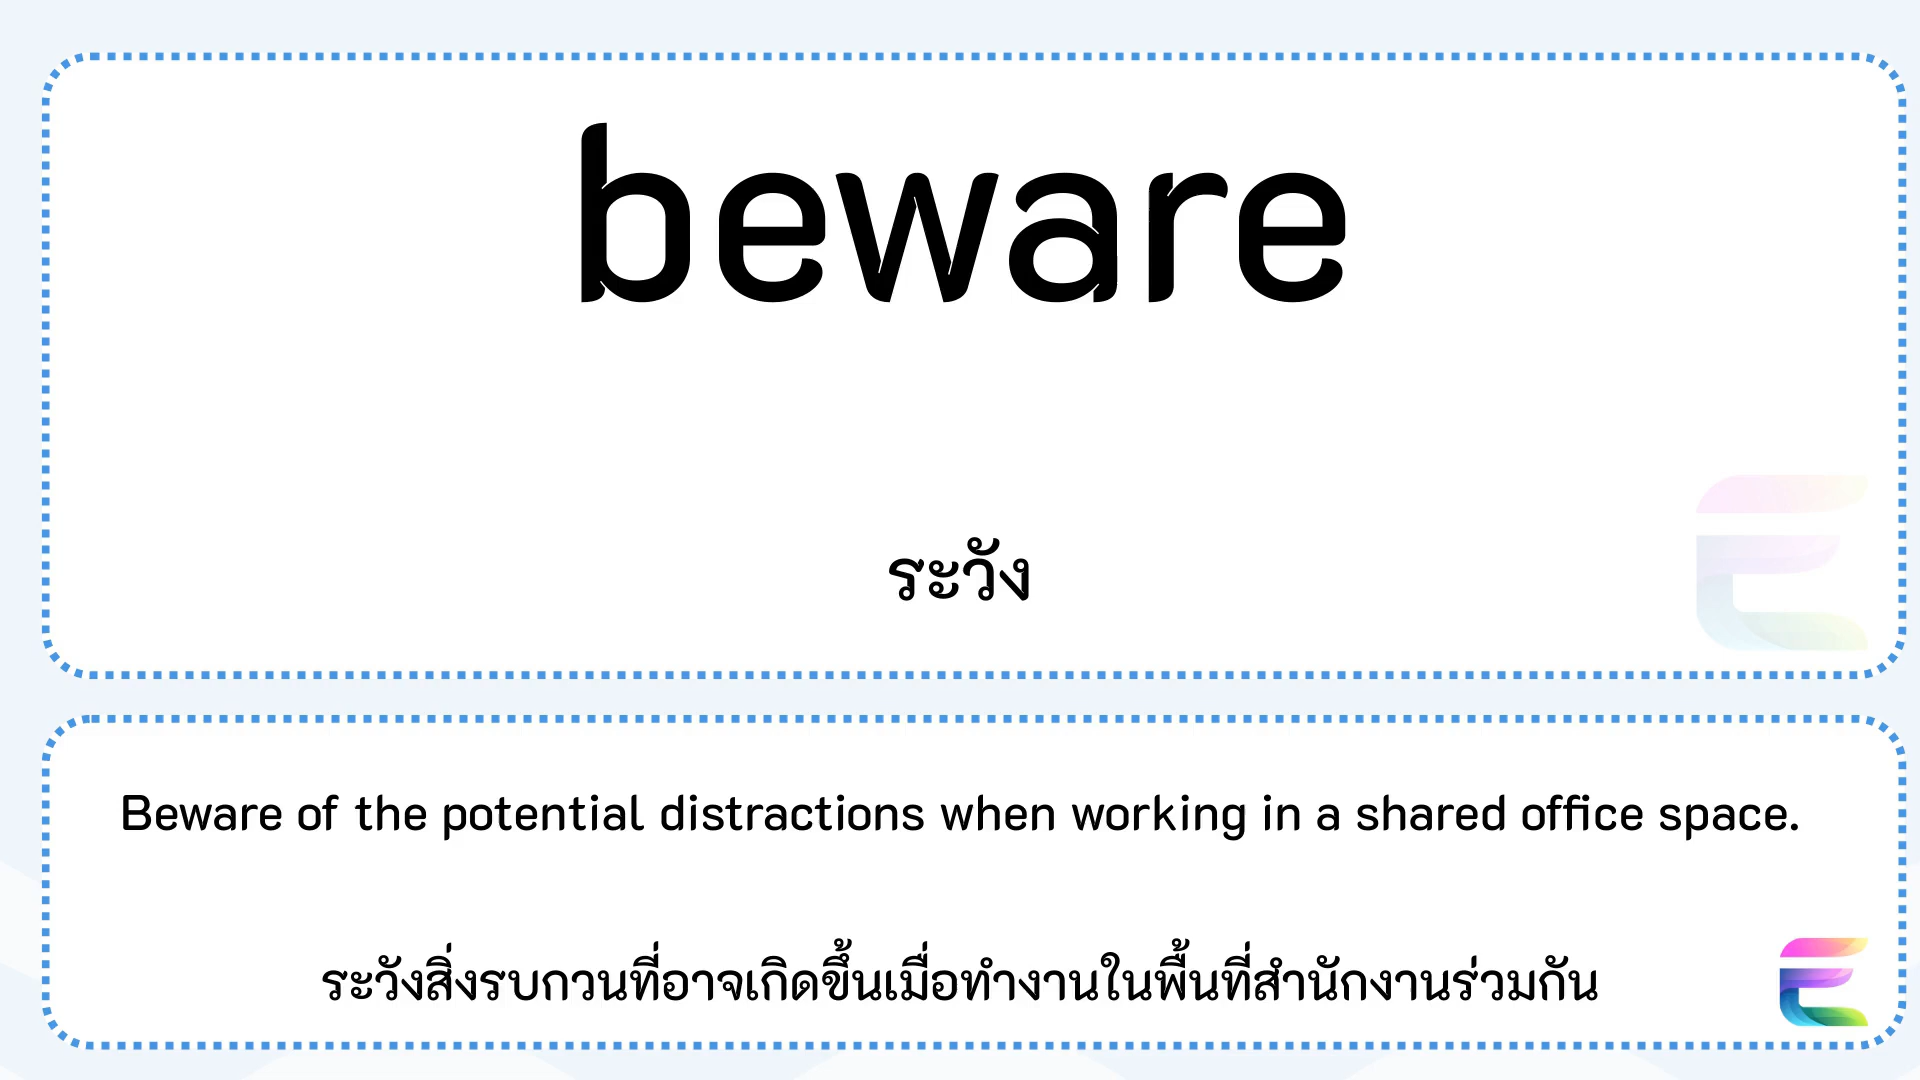 beware
ระวัง
Beware of the potential distractions when working in a shared office space.
ระวังสิ่งรบกวนที่อาจเกิดขึ้นเมื่อทำงานในพื้นที่สำนักงานร่วมกัน